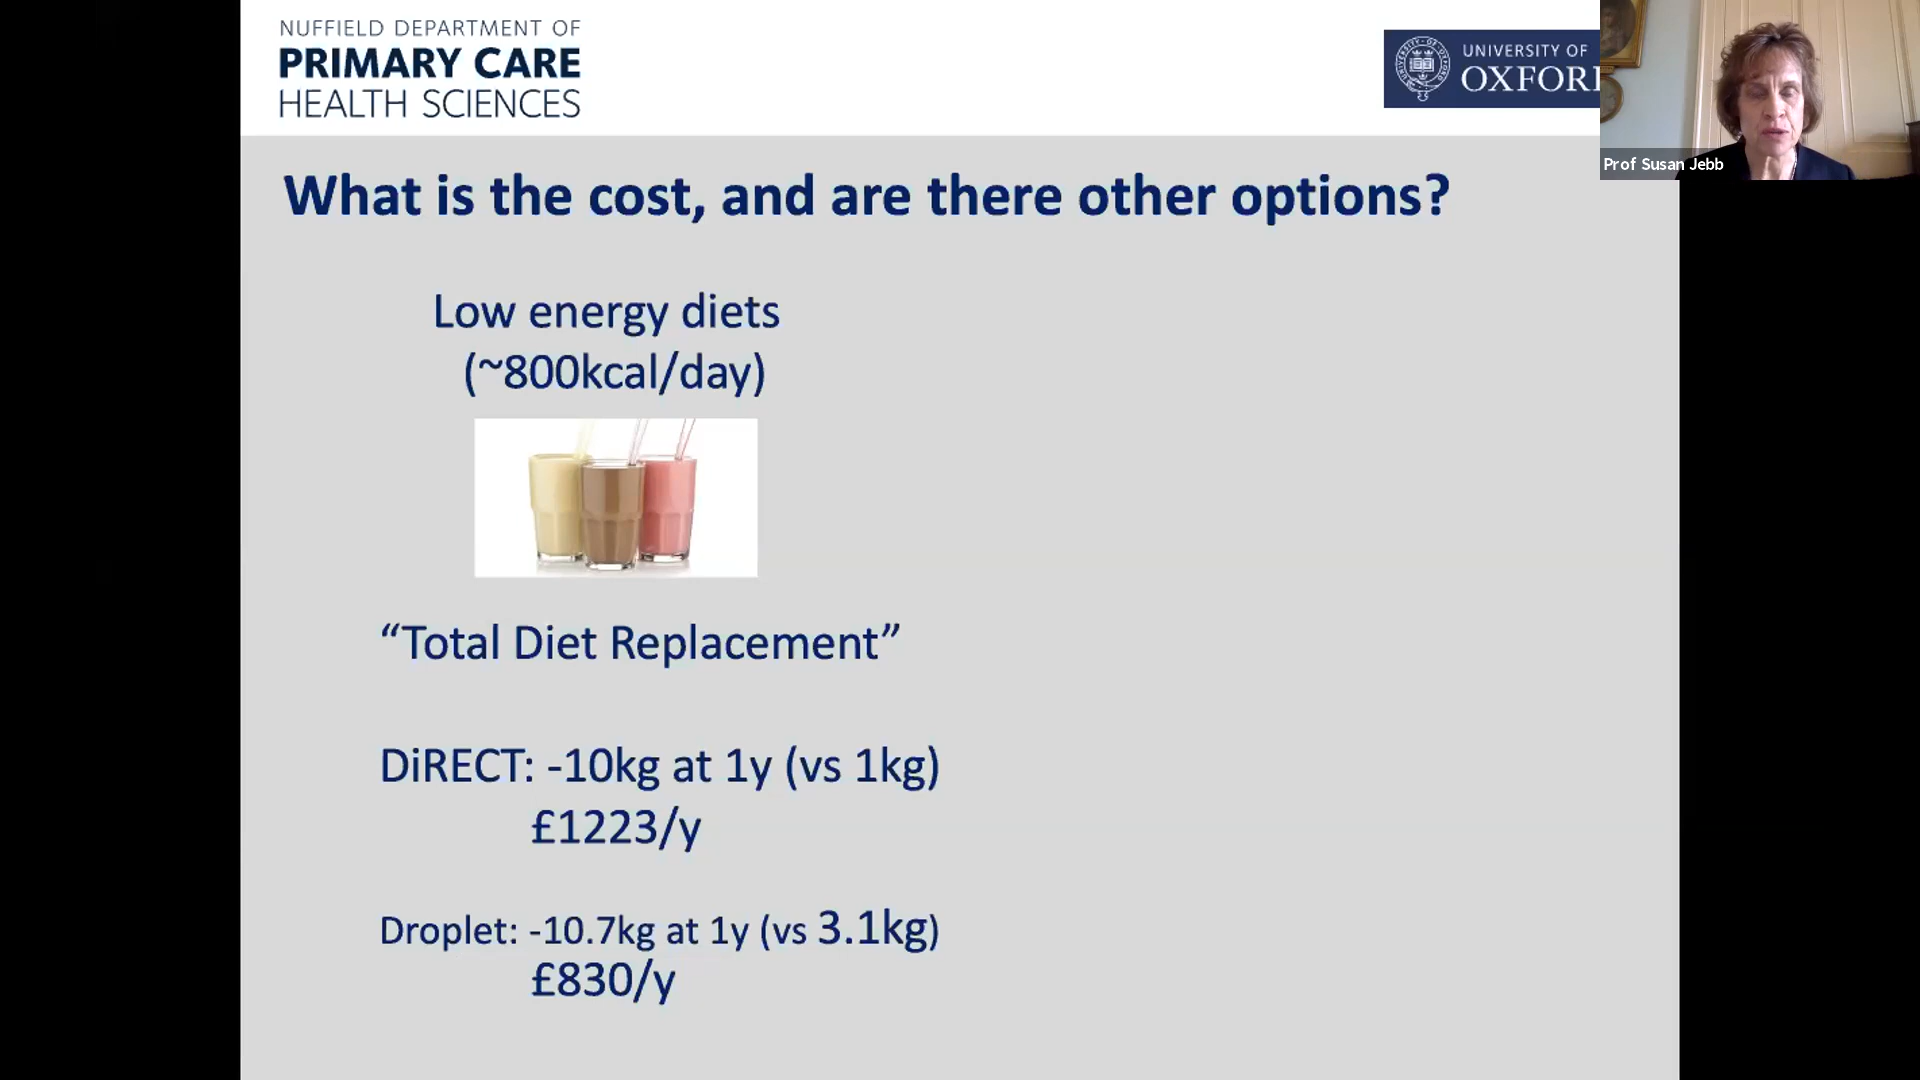 NUFFIELD DEPARTMENT OF
PRIMARY CARE
HEALTH SCIENCES
UNIVERSITY OF
OXFOR
Prof Susan Jebb
What is the cost, and are there other options?
Low energy diets
(~800kcal/day)
“Total Diet Replacement”
DiRECT: -10kg at 1y (vs 1kg)
£1223/y
Droplet: -10.7kg at 1y (vs 3.1kg)
£830/y